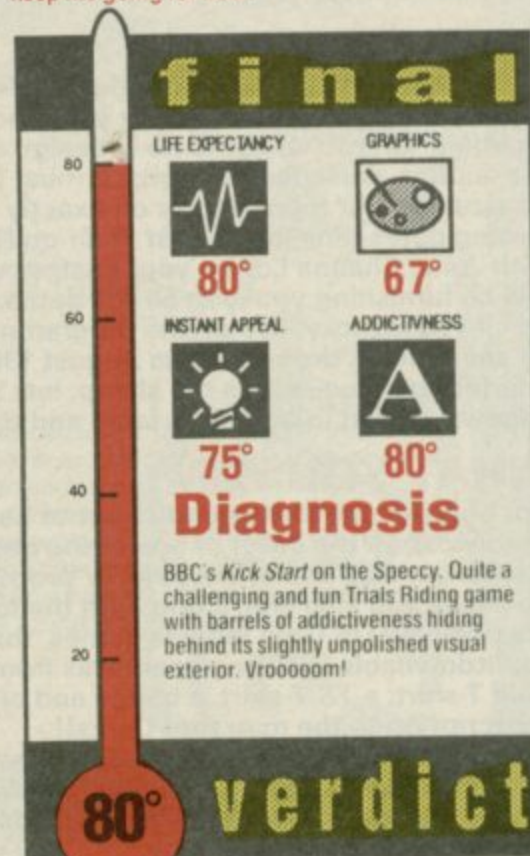 final
LIFE EXPECTANCY
GRAPHICS
80°
67°
INSTANT APPEAL
ADDICTIVNESS
A
75°
80°
Diagnosis
BBC's Kick Start on the Speccy. Quite a
challenging and fun Trials Riding game
with barrels of addictiveness hiding
behind its slightly unpolished visual
exterior. Vrooooom!
80
60
40
20
80°
verdict